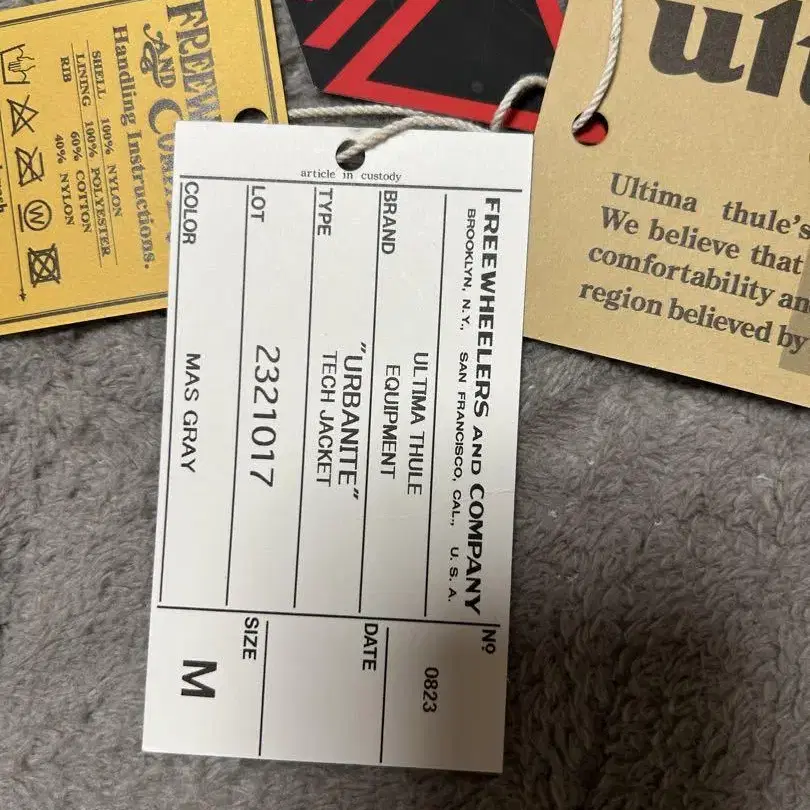 article in custody
FREEWHEELERS AND COMPANY
BROOKLYN, N.Y., SAN FRANCISCO, CAL., U. S. A.
Nº
0823
BRAND
ULTIMA THULE
EQUIPMENT
TYPE
"URBANITE"
TECH JACKET
DATE
LOT
2321017
SIZE
M
COLOR
MAS GRAY
AND
Handling Instructions.
SHELL 100% NYLON
LINING 100% POLYESTER
RIB 60% COTTON
40% NYLON
W
Ultima thule's
We believe that
comfortability
region believed by